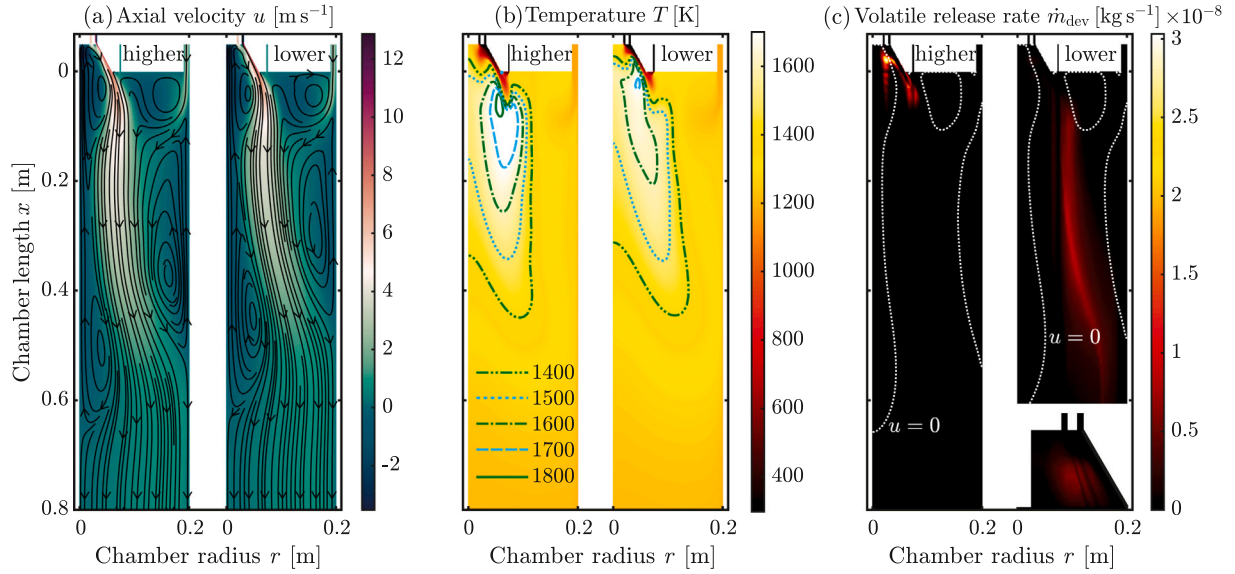 (a) Axial velocity u [m s⁻¹]
(b) Temperature T [K]
(c) Volatile release rate ṁ_dev [kg s⁻¹] ×10⁻⁸
higher
lower
higher
lower
higher
lower
Chamber length x [m]
0
0.2
0.4
0.6
0.8
12
10
8
6
4
2
0
-2
1600
1400
1200
1000
800
600
400
1400
1500
1600
1700
1800
3
2.5
2
1.5
1
0.5
0
u = 0
u = 0
0
0.2
0
0.2
0
0.2
0
0.2
0
0.2
0
0.2
Chamber radius r [m]
Chamber radius r [m]
Chamber radius r [m]